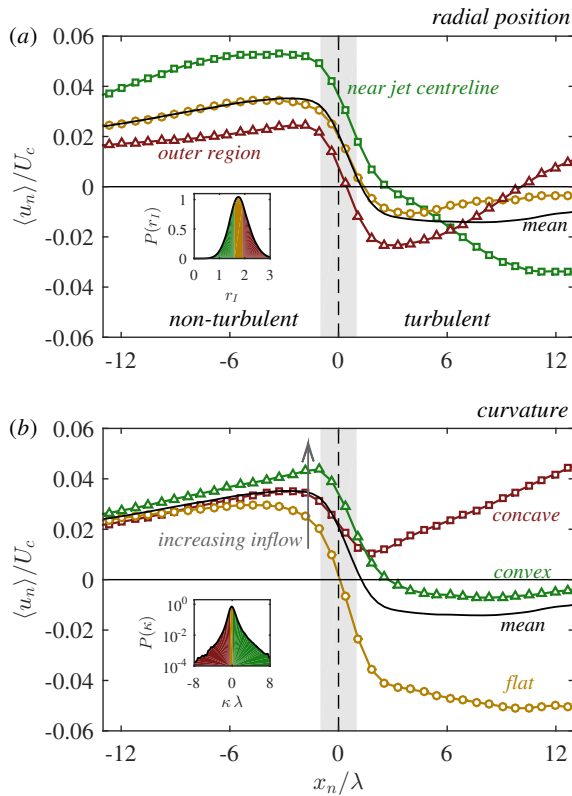 radial position
(a)
0.06
0.04
near jet centreline
0.02
outer region
⟨u_n⟩/U_c
0
1
P(r_I)
0.5
mean
-0.02
0
0 1 2 3
r_I
-0.04
non-turbulent
turbulent
-0.06
-12 -6 0 6 12
curvature
(b)
0.06
0.04
concave
increasing inflow
0.02
convex
⟨u_n⟩/U_c
0
10^0
P(κ)
10^-2
mean
-0.02
10^-4
-8 0 8
κ λ
flat
-0.04
-0.06
-12 -6 0 6 12
x_n/λ